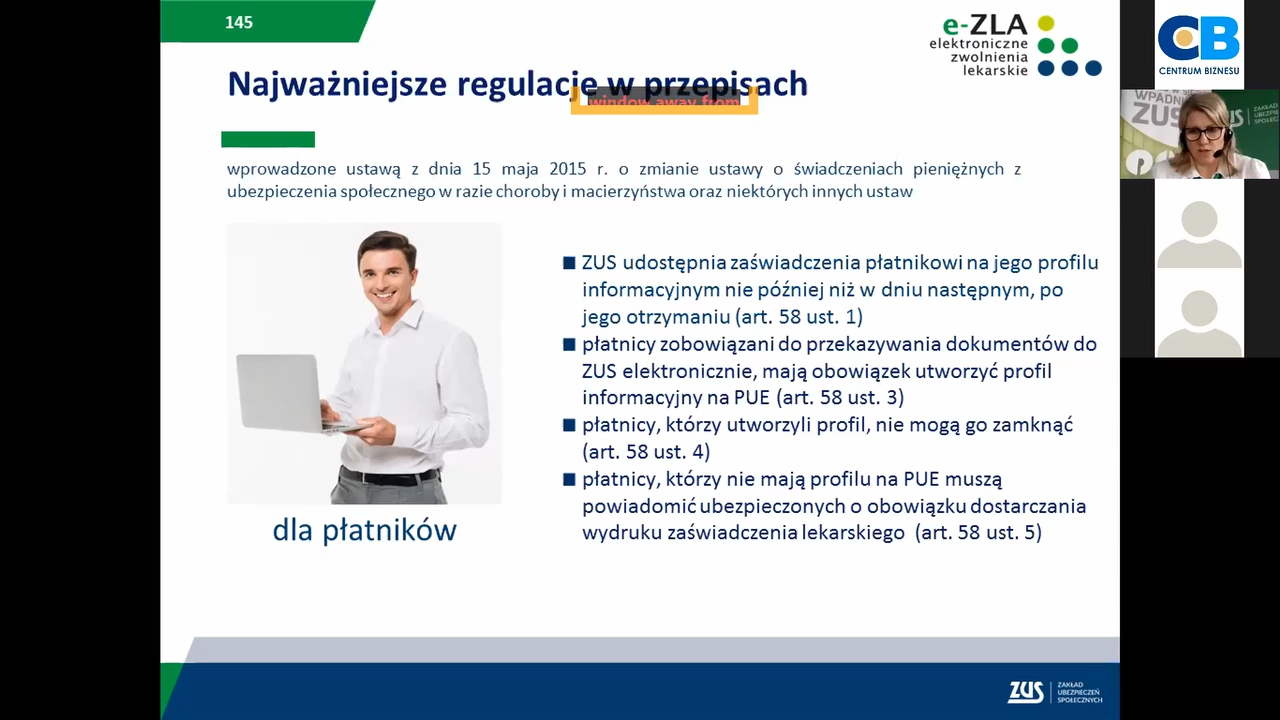 145
e-ZLA
elektroniczne
zwolnienia
lekarskie
Najważniejsze regulacje w przepisach
window away from
wprowadzone ustawą z dnia 15 maja 2015 r. o zmianie ustawy o świadczeniach pieniężnych z
ubezpieczenia społecznego w razie choroby i macierzyństwa oraz niektórych innych ustaw
ZUS udostępnia zaświadczenia płatnikowi na jego profilu
informacyjnym nie później niż w dniu następnym, po
jego otrzymaniu (art. 58 ust. 1)
płatnicy zobowiązani do przekazywania dokumentów do
ZUS elektronicznie, mają obowiązek utworzyć profil
informacyjny na PUE (art. 58 ust. 3)
płatnicy, którzy utworzyli profil, nie mogą go zamknąć
(art. 58 ust. 4)
płatnicy, którzy nie mają profilu na PUE muszą
powiadomić ubezpieczonych o obowiązku dostarczania
wydruku zaświadczenia lekarskiego (art. 58 ust. 5)
dla płatników
ZUS
ZAKŁAD
UBEZPIECZEŃ
SPOŁECZNYCH
CB
CENTRUM BIZNESU
WPADNIJ
ZUS